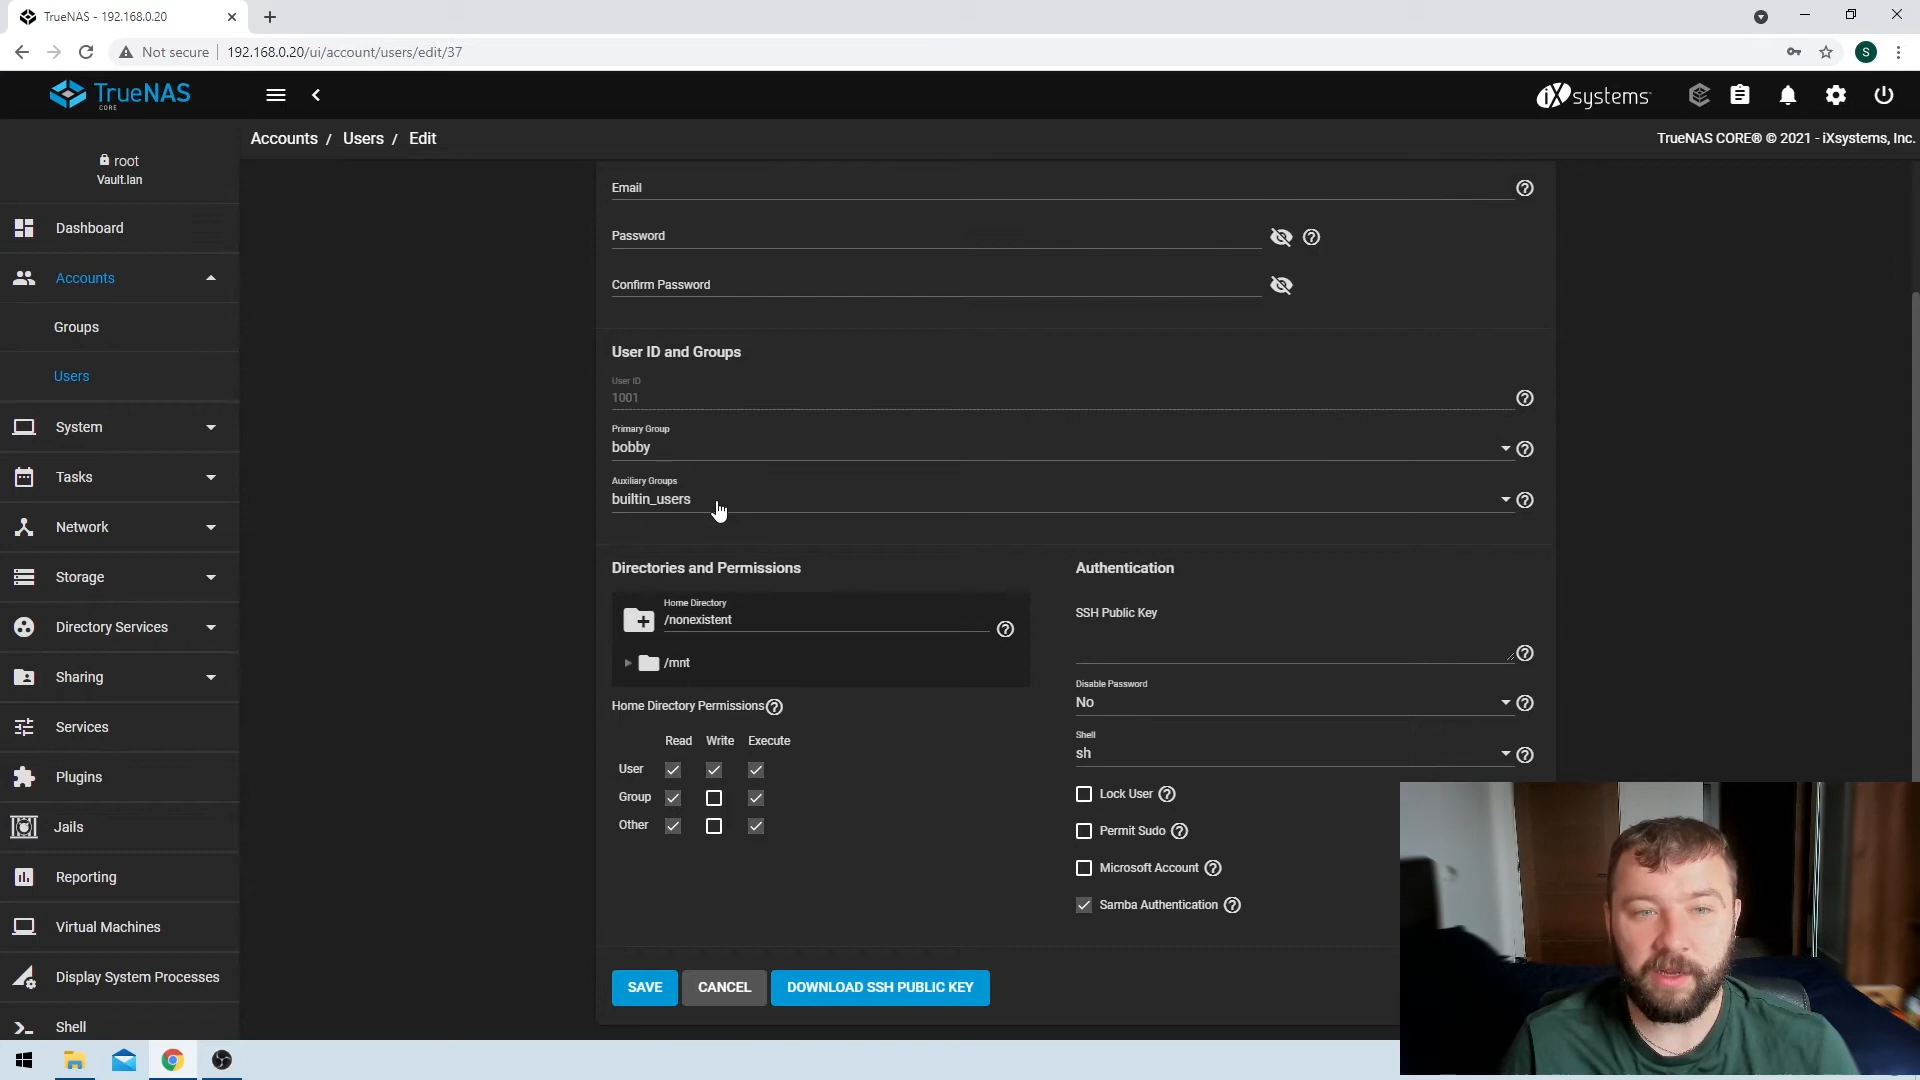 TrueNAS - 192.168.0.20
Not secure
192.168.0.20/ui/account/users/edit/37
S
TrueNAS
CORE
iXsystems
Accounts / Users / Edit
TrueNAS CORE® © 2021 - iXsystems, Inc.
root
Vault.lan
Dashboard
Accounts
Groups
Users
System
Tasks
Network
Storage
Directory Services
Sharing
Services
Plugins
Jails
Reporting
Virtual Machines
Display System Processes
Shell
Email
Password
Confirm Password
User ID and Groups
User ID
1001
Primary Group
bobby
Auxiliary Groups
builtin_users
Directories and Permissions
Home Directory
/nonexistent
/mnt
Home Directory Permissions
Read Write Execute
User
Group
Other
Authentication
SSH Public Key
Disable Password
No
Shell
sh
Lock User
Permit Sudo
Microsoft Account
Samba Authentication
SAVE
CANCEL
DOWNLOAD SSH PUBLIC KEY